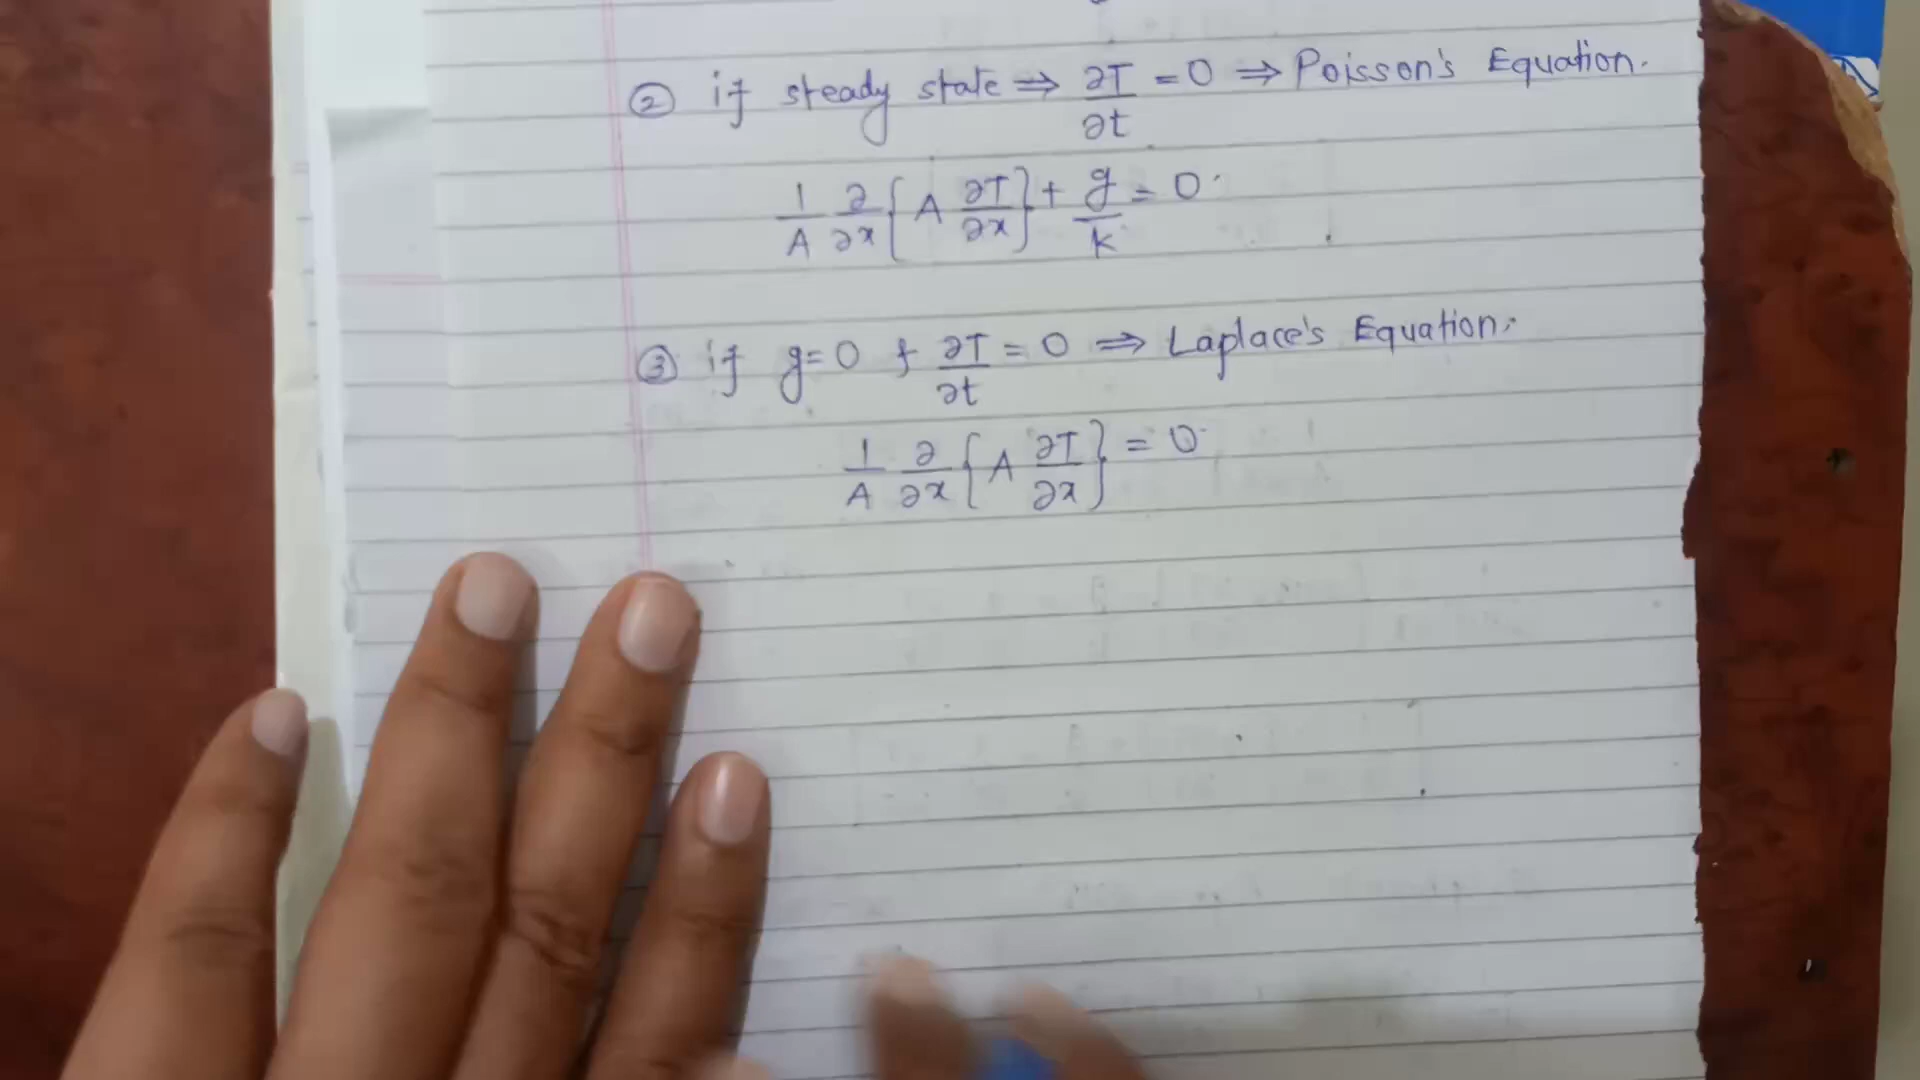 ② if steady state ⇒ ∂T/∂t = 0 ⇒ Poisson's Equation.
1/A ∂/∂x {A ∂T/∂x} + g/k = 0
③ if g=0 & ∂T/∂t = 0 ⇒ Laplace's Equation.
1/A ∂/∂x {A ∂T/∂x} = 0